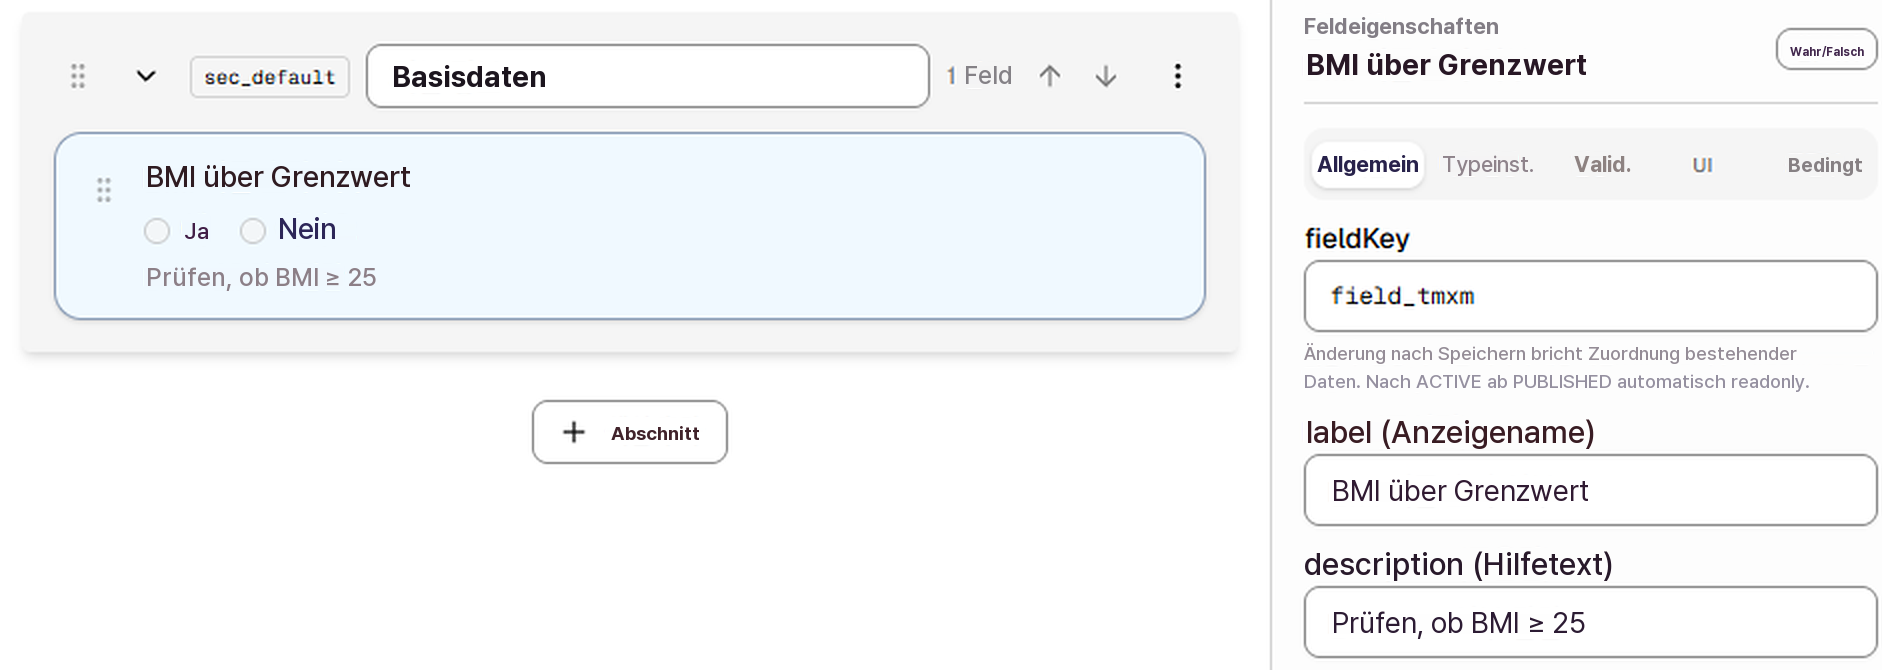 sec_default Basisdaten 1 Feld
BMI über Grenzwert
Ja Nein
Prüfen, ob BMI ≥ 25
Abschnitt
Feldeigenschaften
BMI über Grenzwert
Wahr/Falsch
Allgemein Typeinst. Valid. UI Bedingt
fieldKey
field_tmxm
Änderung nach Speichern bricht Zuordnung bestehender
Daten. Nach ACTIVE ab PUBLISHED automatisch readonly.
label (Anzeigename)
BMI über Grenzwert
description (Hilfetext)
Prüfen, ob BMI ≥ 25